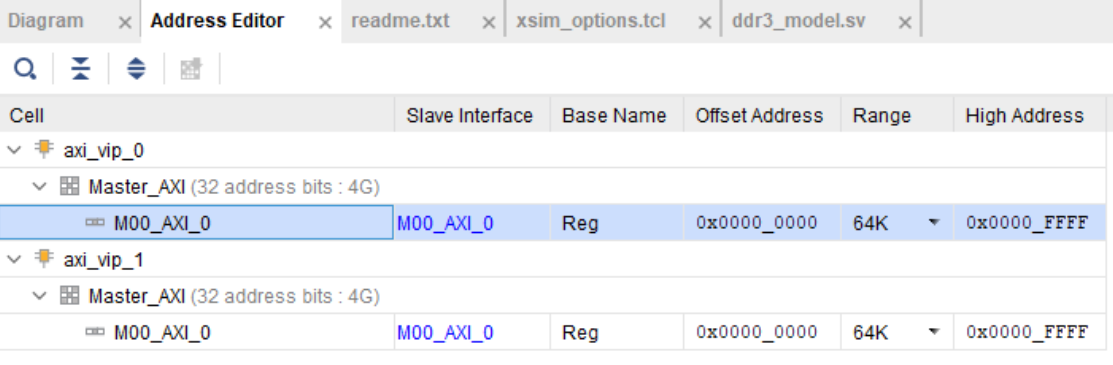 Diagram Address Editor readme.txt xsim_options.tcl ddr3_model.sv
Cell Slave Interface Base Name Offset Address Range High Address
axi_vip_0
Master_AXI (32 address bits : 4G)
M00_AXI_0 M00_AXI_0 Reg 0x0000_0000 64K 0x0000_FFFF
axi_vip_1
Master_AXI (32 address bits : 4G)
M00_AXI_0 M00_AXI_0 Reg 0x0000_0000 64K 0x0000_FFFF